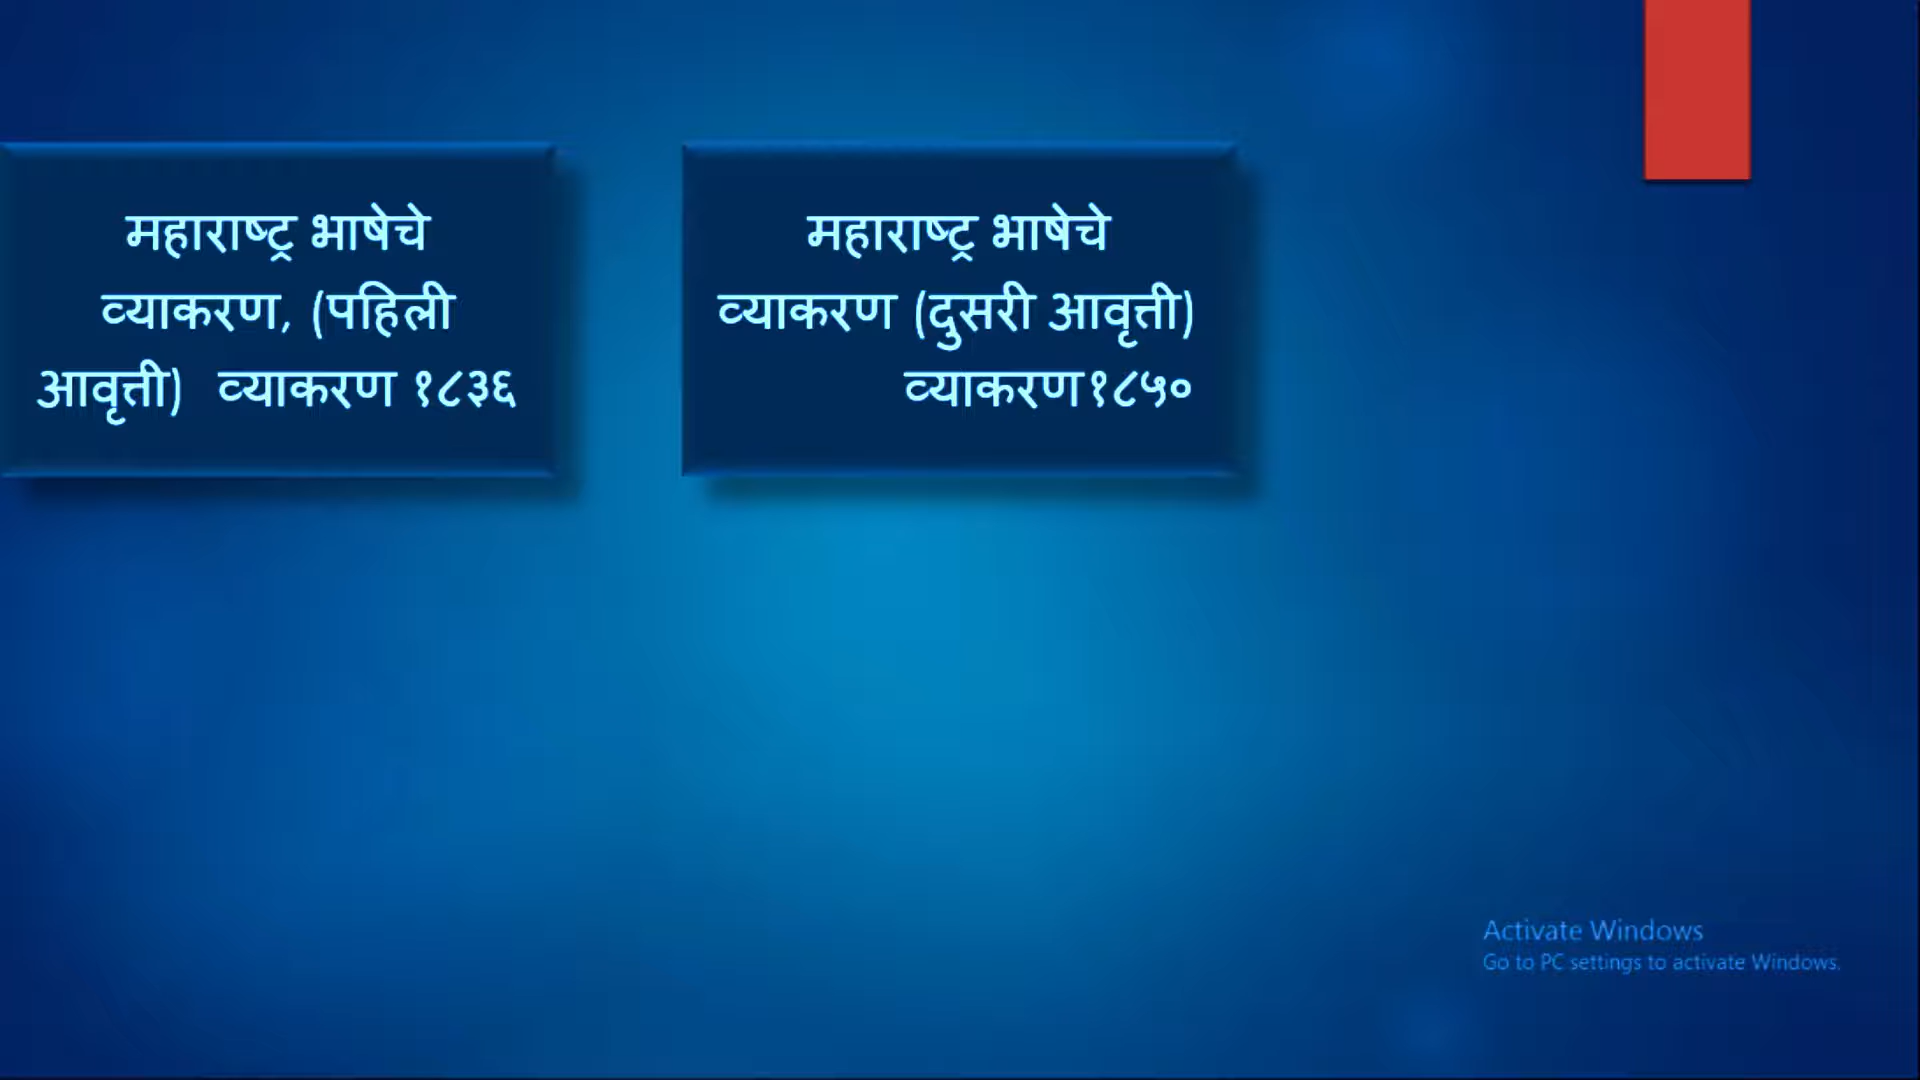 महाराष्ट्र भाषेचे
व्याकरण, (पहिली
आवृत्ती) व्याकरण १८३६
महाराष्ट्र भाषेचे
व्याकरण (दुसरी आवृत्ती)
व्याकरण१८५०
Activate Windows
Go to PC settings to activate Windows.